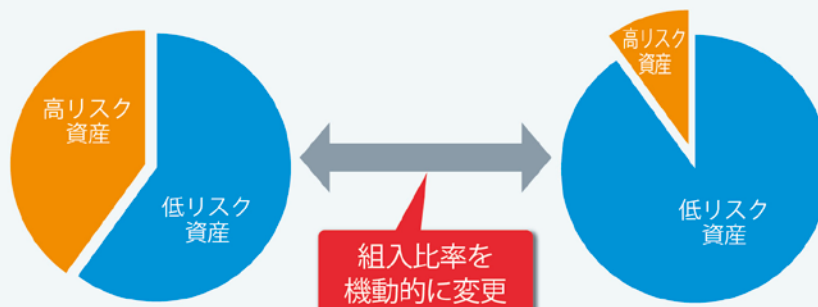 高リスク
資産
低リスク
資産
組入比率を
機動的に変更
高リスク
資産
低リスク
資産